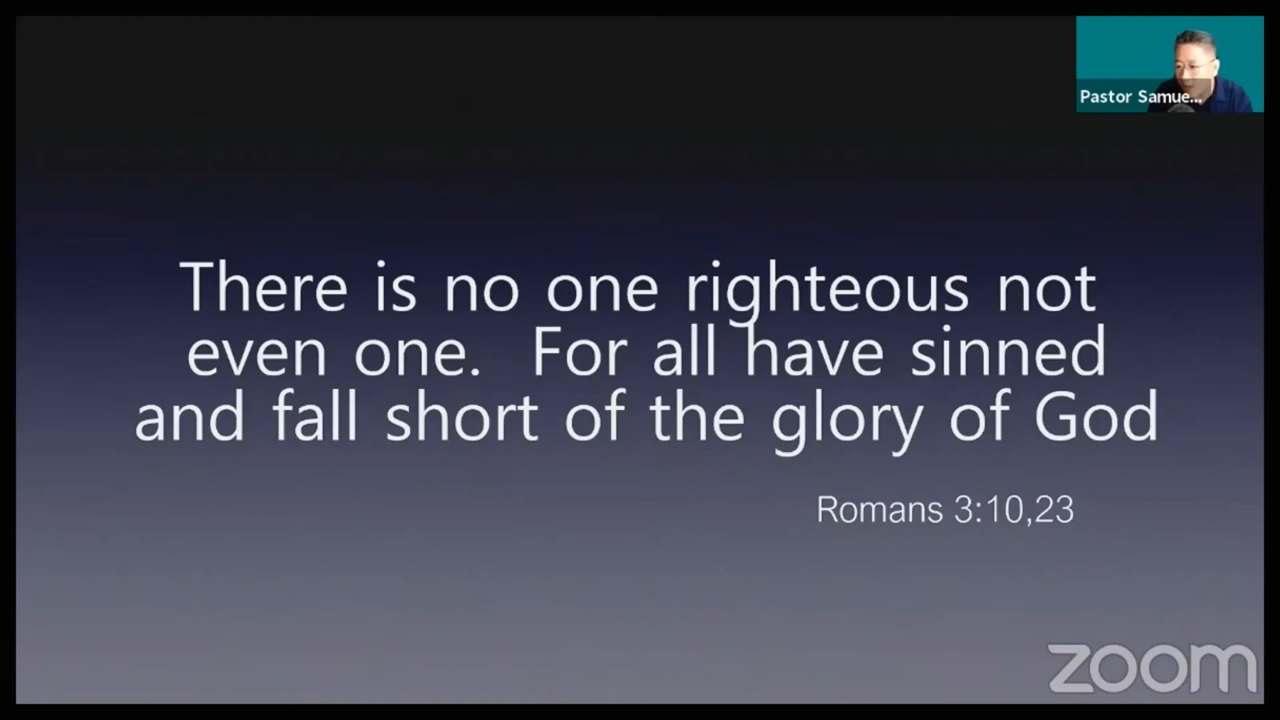 Pastor Samue...
There is no one righteous not
even one. For all have sinned
and fall short of the glory of God
Romans 3:10,23
zoom